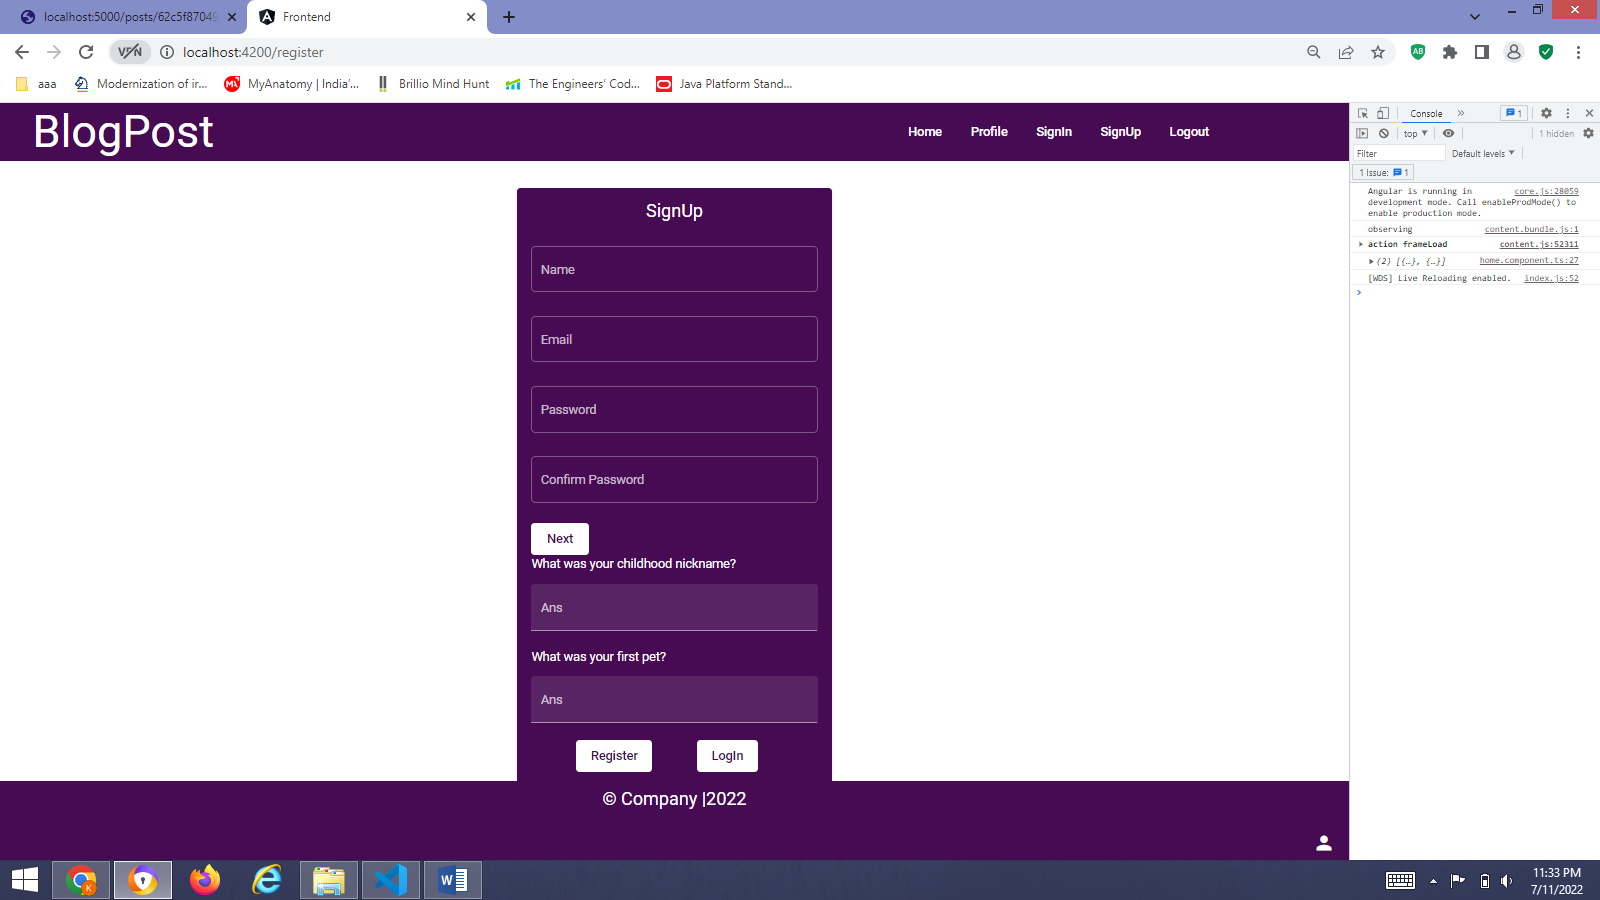 localhost:5000/posts/62c5f87049
Frontend
VPN
localhost:4200/register
aaa
Modernization of ir...
MyAnatomy | India'...
Brillio Mind Hunt
The Engineers' Cod...
Java Platform Stand...
BlogPost
Home
Profile
SignIn
SignUp
Logout
SignUp
Name
Email
Password
Confirm Password
Next
What was your childhood nickname?
Ans
What was your first pet?
Ans
Register
LogIn
© Company |2022
Console
1
top
1 hidden
Filter
Default levels
1 Issue: 1
Angular is running in core.js:28059
development mode. Call enableProdMode() to
enable production mode.
observing content.bundle.js:1
action frameLoad content.js:52311
(2) [{…}, {…}] home.component.ts:27
[WDS] Live Reloading enabled. index.js:52
11:33 PM
7/11/2022